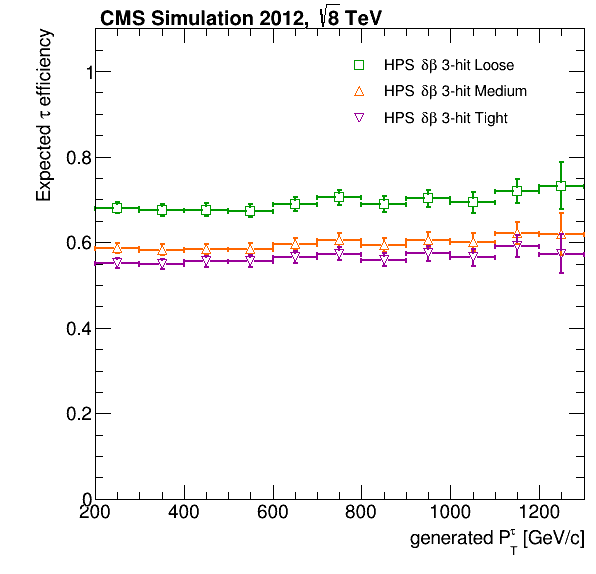 CMS Simulation 2012, √8 TeV
Expected τ efficiency
HPS δβ 3-hit Loose
HPS δβ 3-hit Medium
HPS δβ 3-hit Tight
1
0.8
0.6
0.4
0.2
0
200 400 600 800 1000 1200
generated P_T^τ [GeV/c]